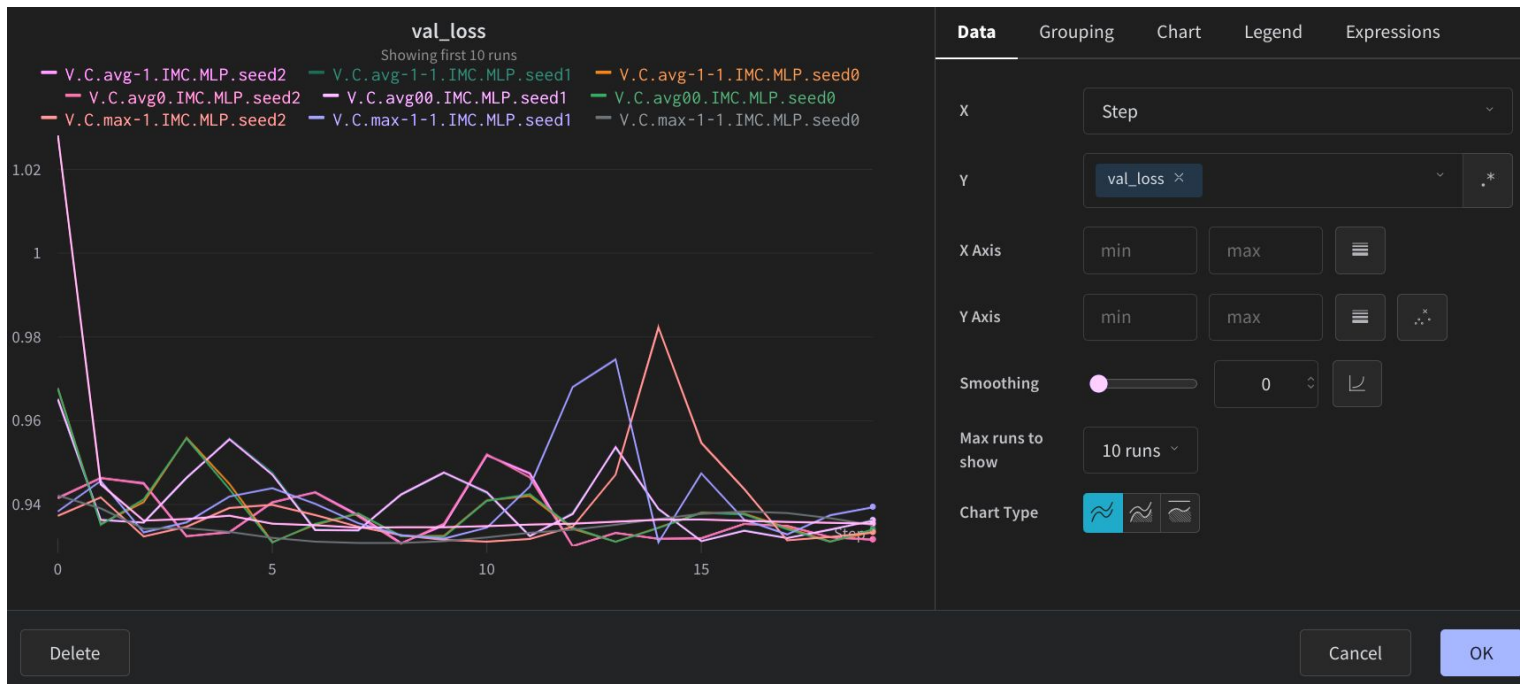 val_loss
Showing first 10 runs
V.C.avg-1.IMC.MLP.seed2 V.C.avg-1-1.IMC.MLP.seed1 V.C.avg-1-1.IMC.MLP.seed0
V.C.avg0.IMC.MLP.seed2 V.C.avg00.IMC.MLP.seed1 V.C.avg00.IMC.MLP.seed0
V.C.max-1.IMC.MLP.seed2 V.C.max-1-1.IMC.MLP.seed1 V.C.max-1-1.IMC.MLP.seed0
1.02
1
0.98
0.96
0.94
Step
0 5 10 15
Data Grouping Chart Legend Expressions
X Step
Y val_loss × .*
X Axis min max
Y Axis min max
Smoothing 0
Max runs to
show
10 runs
Chart Type
Delete Cancel OK